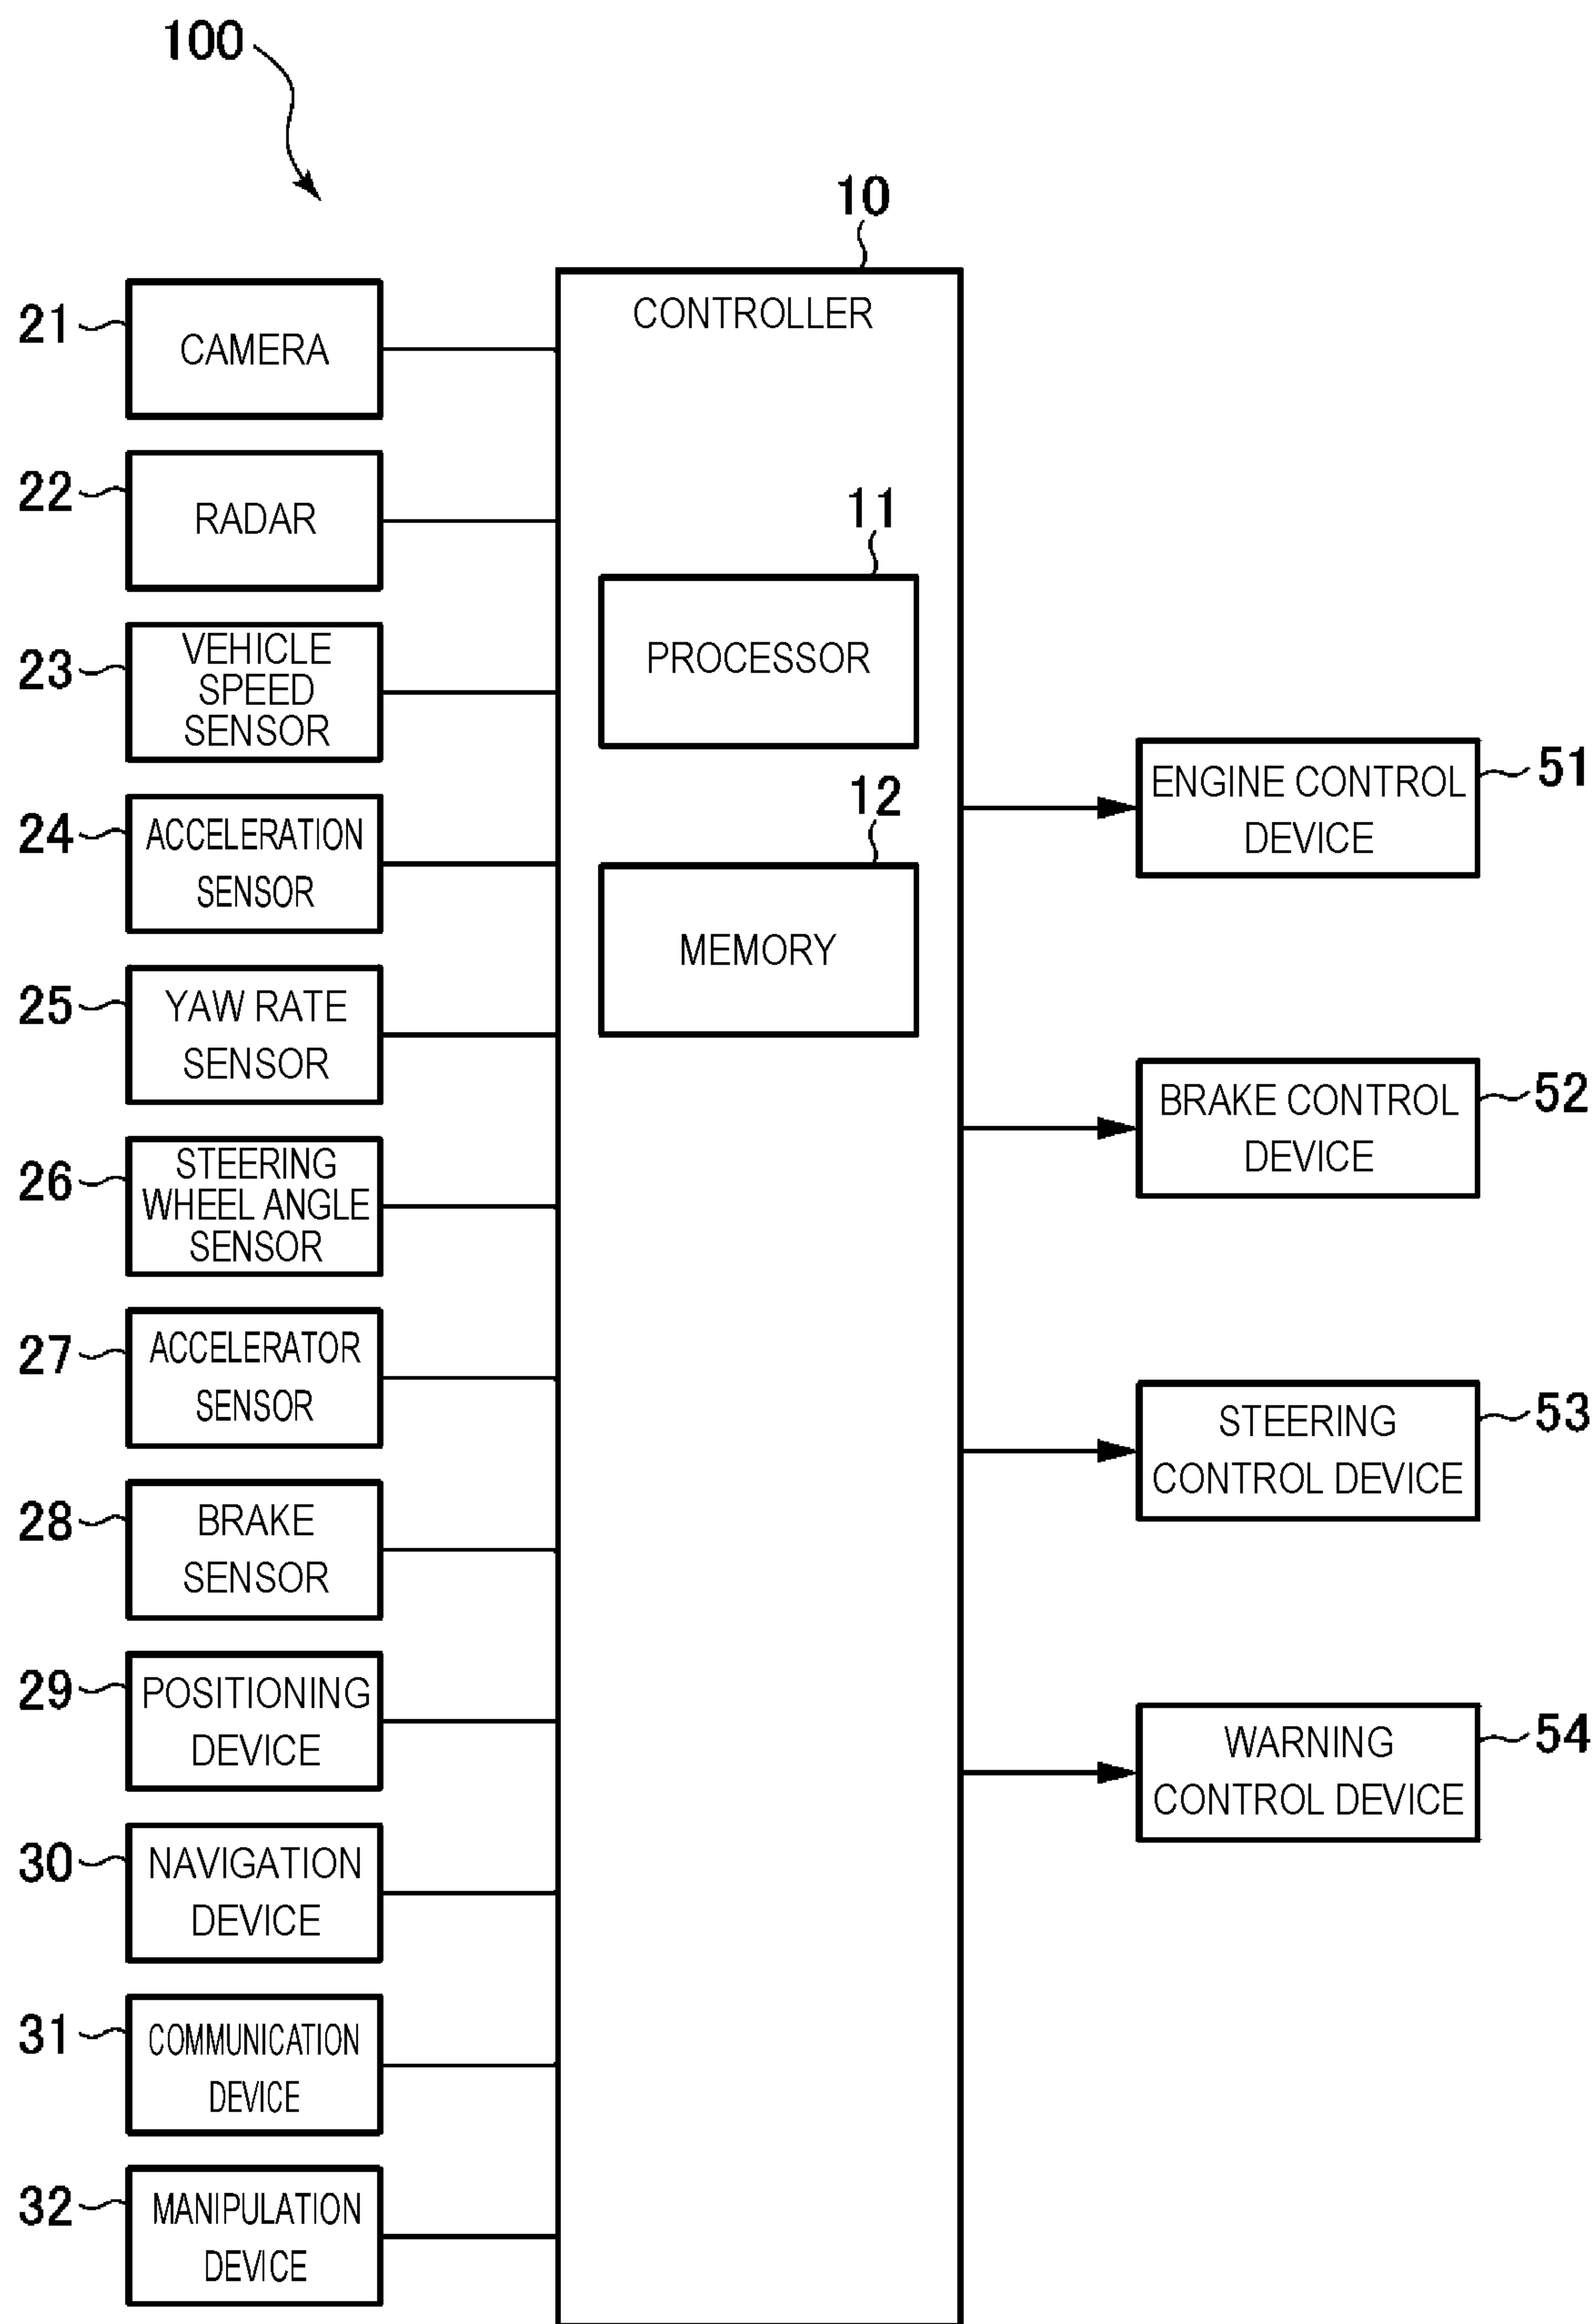 100
10
CONTROLLER
21
CAMERA
22
RADAR
23
VEHICLE
SPEED
SENSOR
24
ACCELERATION
SENSOR
25
YAW RATE
SENSOR
26
STEERING
WHEEL ANGLE
SENSOR
27
ACCELERATOR
SENSOR
28
BRAKE
SENSOR
29
POSITIONING
DEVICE
30
NAVIGATION
DEVICE
31
COMMUNICATION
DEVICE
32
MANIPULATION
DEVICE
11
PROCESSOR
12
MEMORY
51
ENGINE CONTROL
DEVICE
52
BRAKE CONTROL
DEVICE
53
STEERING
CONTROL DEVICE
54
WARNING
CONTROL DEVICE